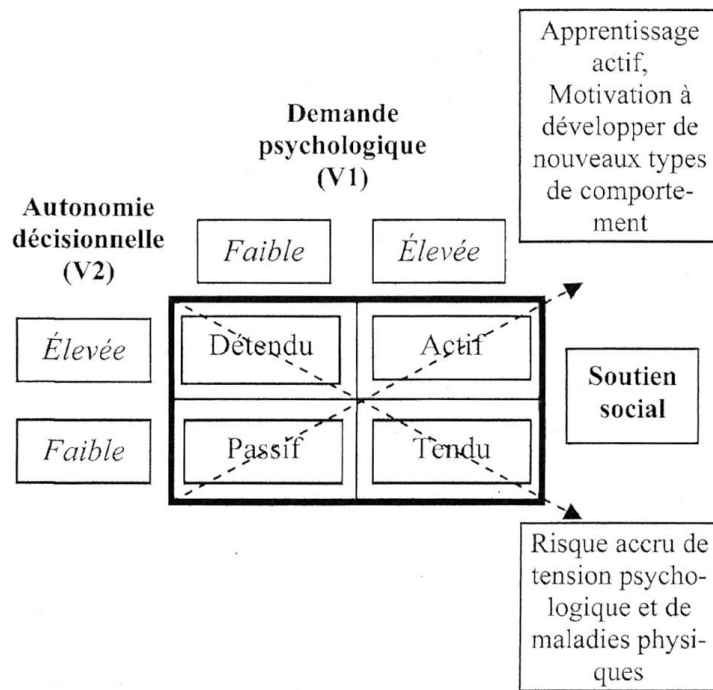 Apprentissage
actif,
Motivation à
développer de
nouveaux types
de comporte-
ment
Demande
psychologique
(V1)
Autonomie
décisionnelle
(V2)
Faible
Élevée
Élevée
Détendu
Actif
Soutien
social
Faible
Passif
Tendu
Risque accru de
tension psycho-
logique et de
maladies physi-
ques